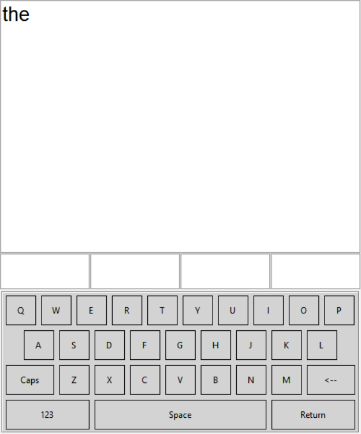 the
Q W E R T Y U I O P
A S D F G H J K L
Caps Z X C V B N M <--
123 Space Return